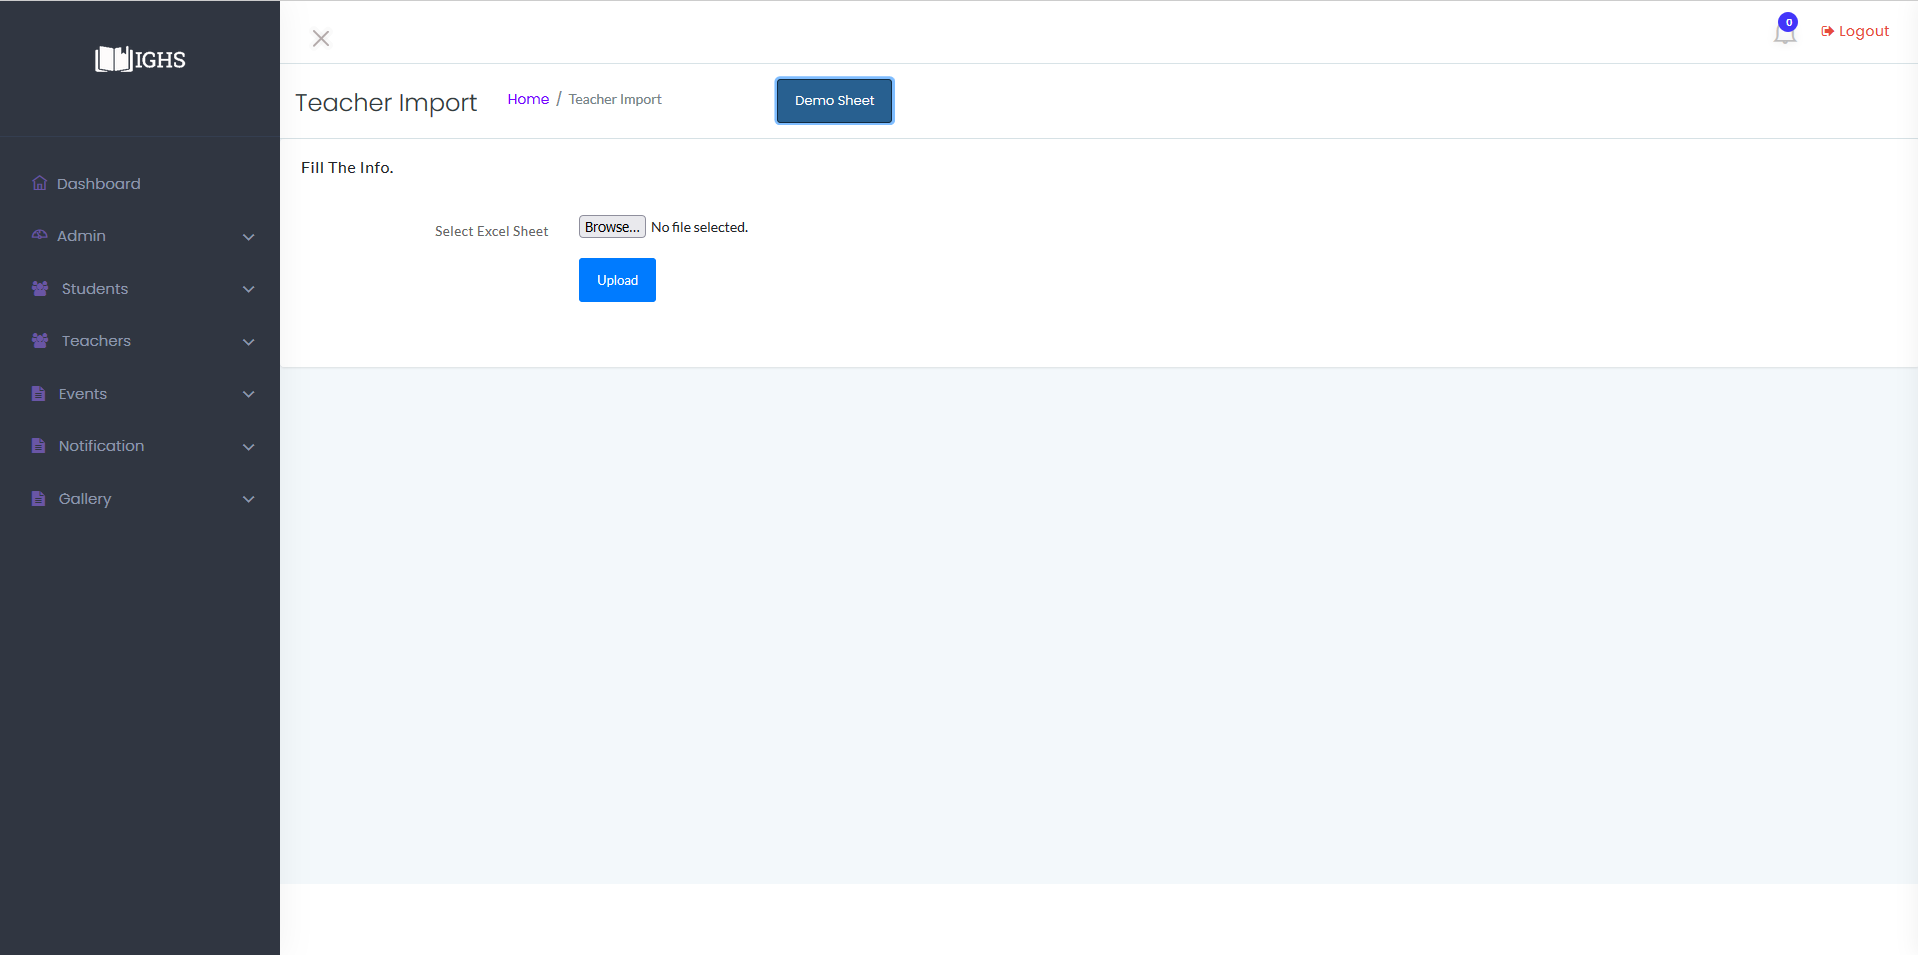 IGHS
0
Logout
Teacher Import
Home / Teacher Import
Demo Sheet
Dashboard
Admin
Students
Teachers
Events
Notification
Gallery
Fill The Info.
Select Excel Sheet
Browse... No file selected.
Upload